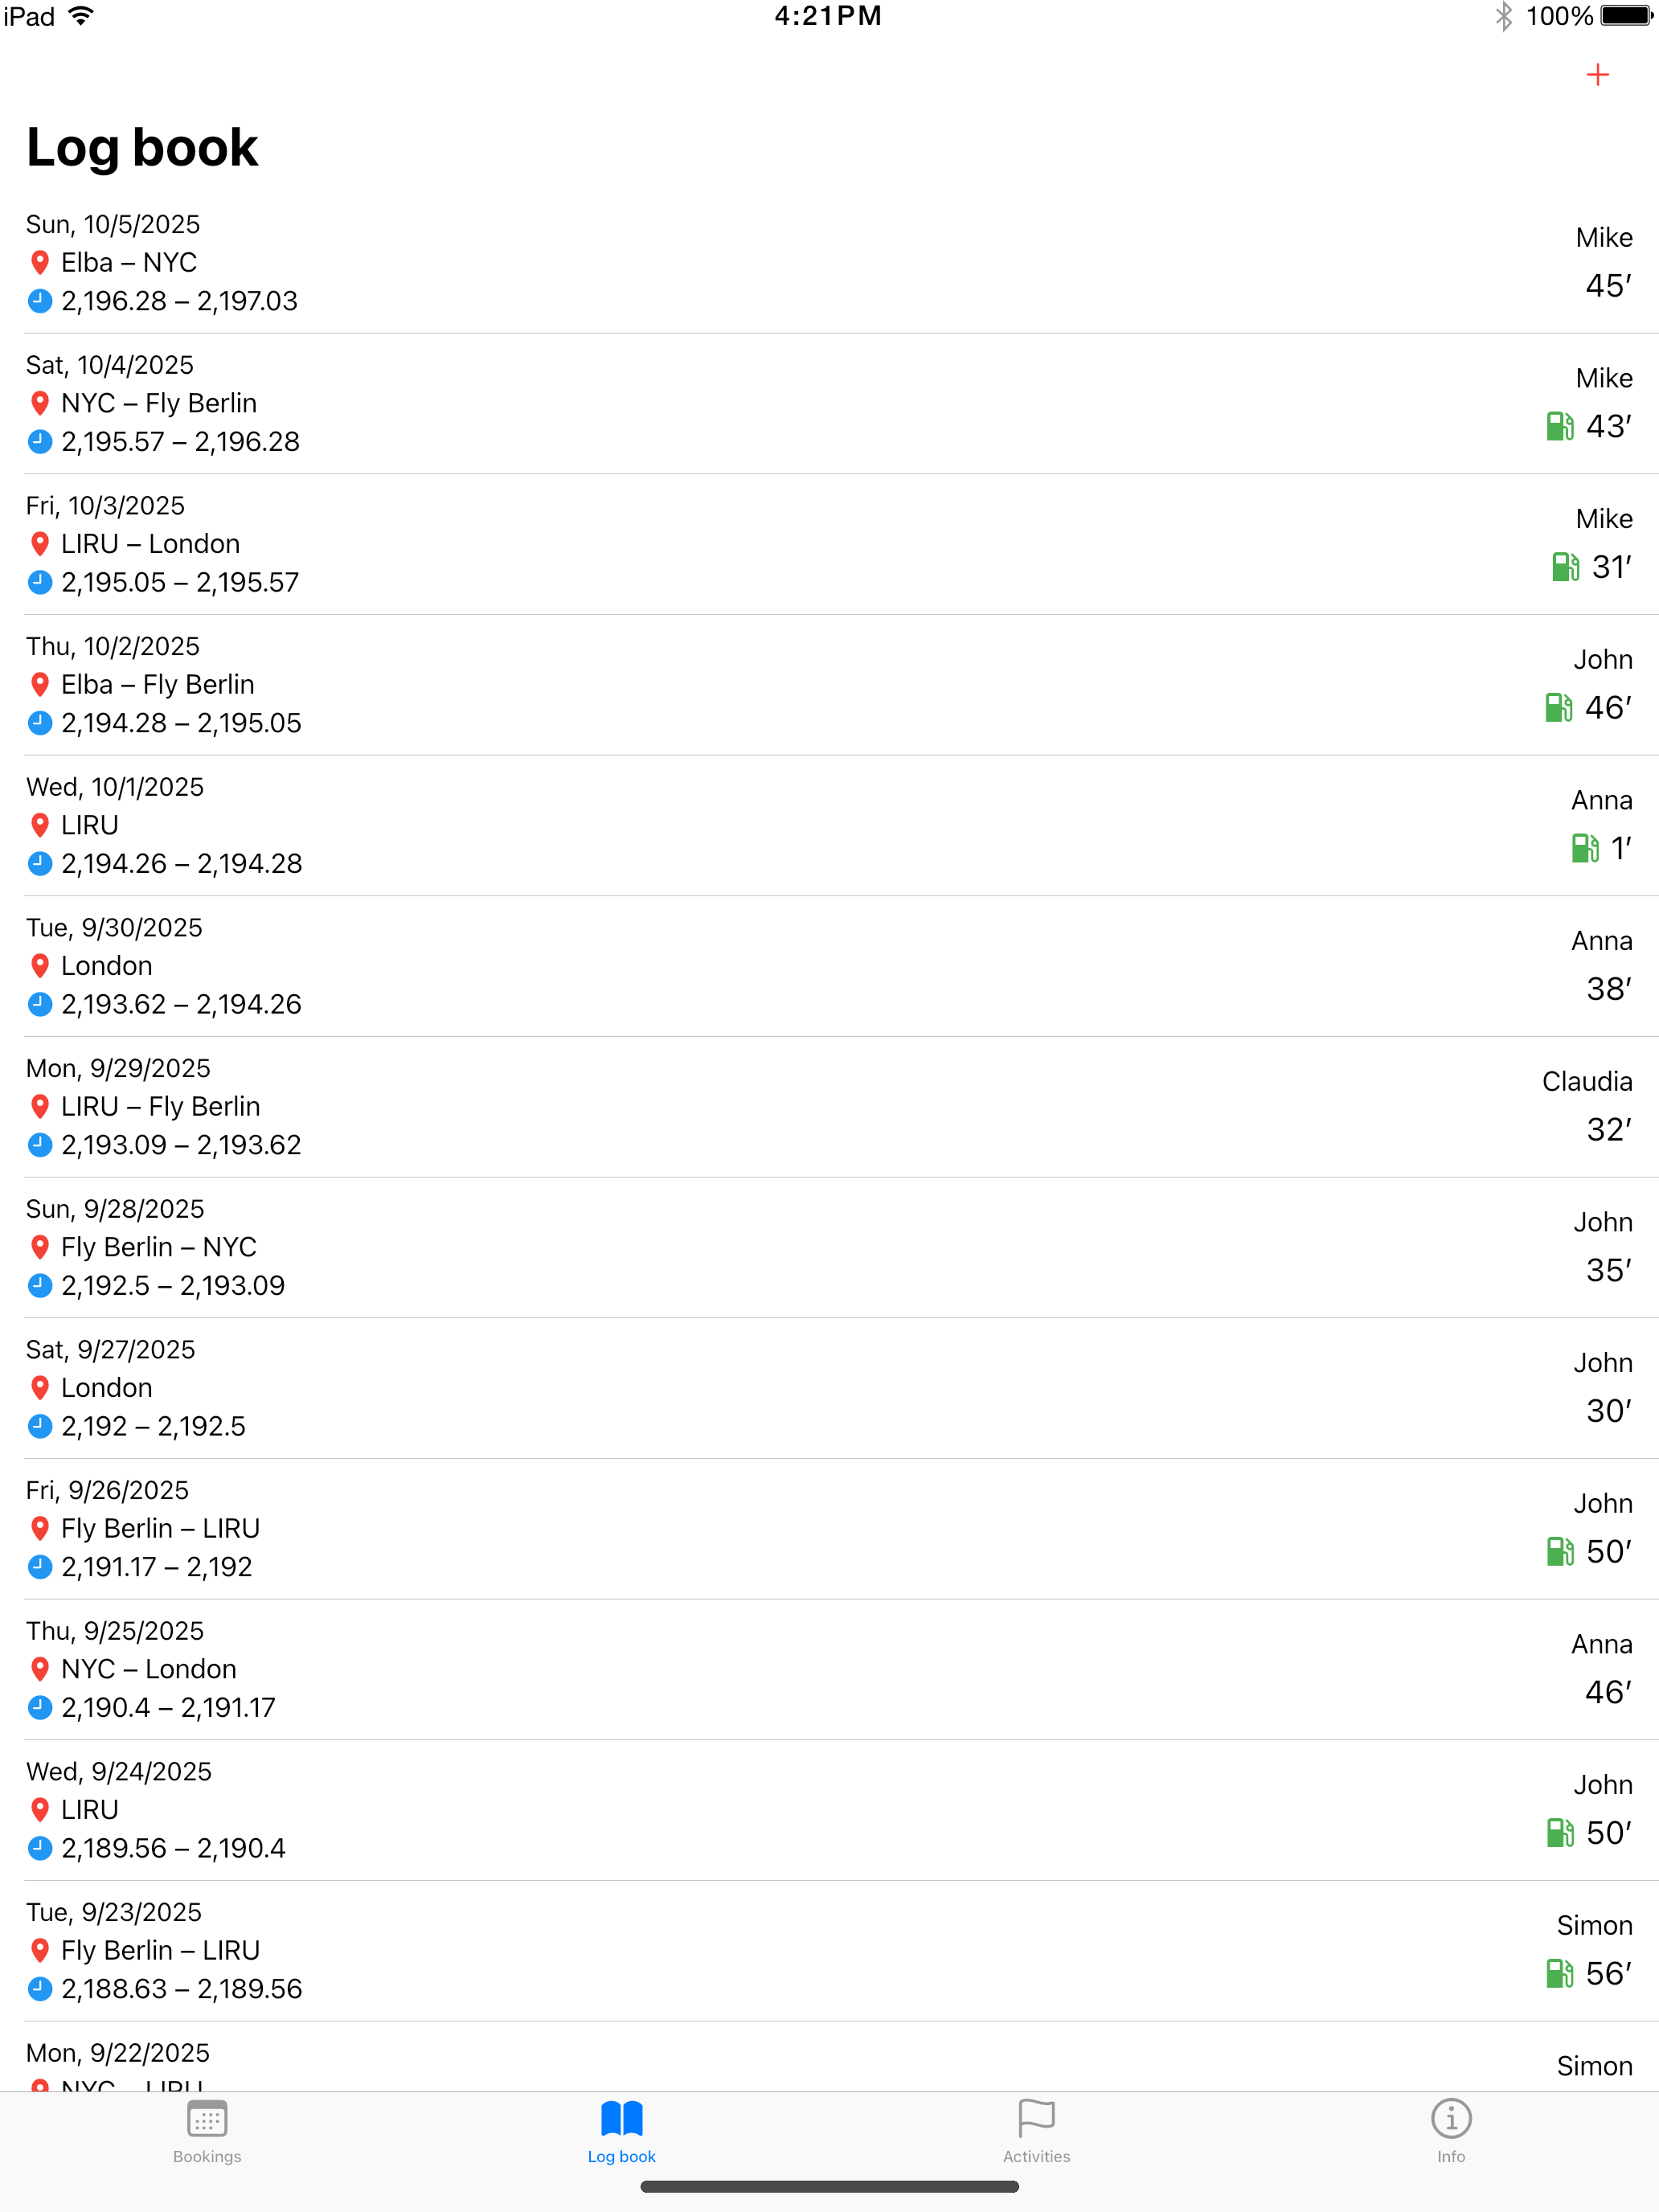 iPad 4:21PM 100%
Log book
Sun, 10/5/2025
Mike
Elba – NYC
45′
2,196.28 – 2,197.03
Sat, 10/4/2025
Mike
NYC – Fly Berlin
43′
2,195.57 – 2,196.28
Fri, 10/3/2025
Mike
LIRU – London
31′
2,195.05 – 2,195.57
Thu, 10/2/2025
John
Elba – Fly Berlin
46′
2,194.28 – 2,195.05
Wed, 10/1/2025
Anna
LIRU
1′
2,194.26 – 2,194.28
Tue, 9/30/2025
Anna
London
38′
2,193.62 – 2,194.26
Mon, 9/29/2025
Claudia
LIRU – Fly Berlin
32′
2,193.09 – 2,193.62
Sun, 9/28/2025
John
Fly Berlin – NYC
35′
2,192.5 – 2,193.09
Sat, 9/27/2025
John
London
30′
2,192 – 2,192.5
Fri, 9/26/2025
John
Fly Berlin – LIRU
50′
2,191.17 – 2,192
Thu, 9/25/2025
Anna
NYC – London
46′
2,190.4 – 2,191.17
Wed, 9/24/2025
John
LIRU
50′
2,189.56 – 2,190.4
Tue, 9/23/2025
Simon
Fly Berlin – LIRU
56′
2,188.63 – 2,189.56
Mon, 9/22/2025
Simon
NYC – LIRU
Bookings
Log book
Activities
Info